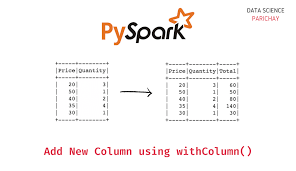 DATA SCIENCE
PARICHAY
PySpark
+-----+--------+
|Price|Quantity|
+-----+--------+
| 20| 3|
| 50| 1|
| 40| 2|
| 35| 4|
| 30| 1|
+-----+--------+
+-----+--------+-----+
|Price|Quantity|Total|
+-----+--------+-----+
| 20| 3| 60|
| 50| 1| 50|
| 40| 2| 80|
| 35| 4| 140|
| 30| 1| 30|
+-----+--------+-----+
Add New Column using withColumn()